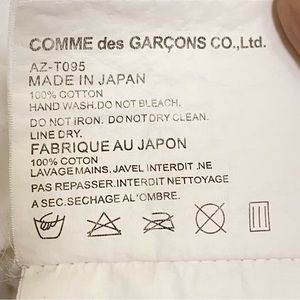 COMME des GARÇONS CO.,Ltd.
AZ-T095
MADE IN JAPAN
100% COTTON
HAND WASH.DO NOT BLEACH.
DO NOT IRON. DO NOT DRY CLEAN.
LINE DRY.
FABRIQUE AU JAPON
100% COTON
LAVAGE MAINS. JAVEL INTERDIT .NE
PAS REPASSER.INTERDIT NETTOYAGE
A SEC.SECHAGE AL'OMBRE.